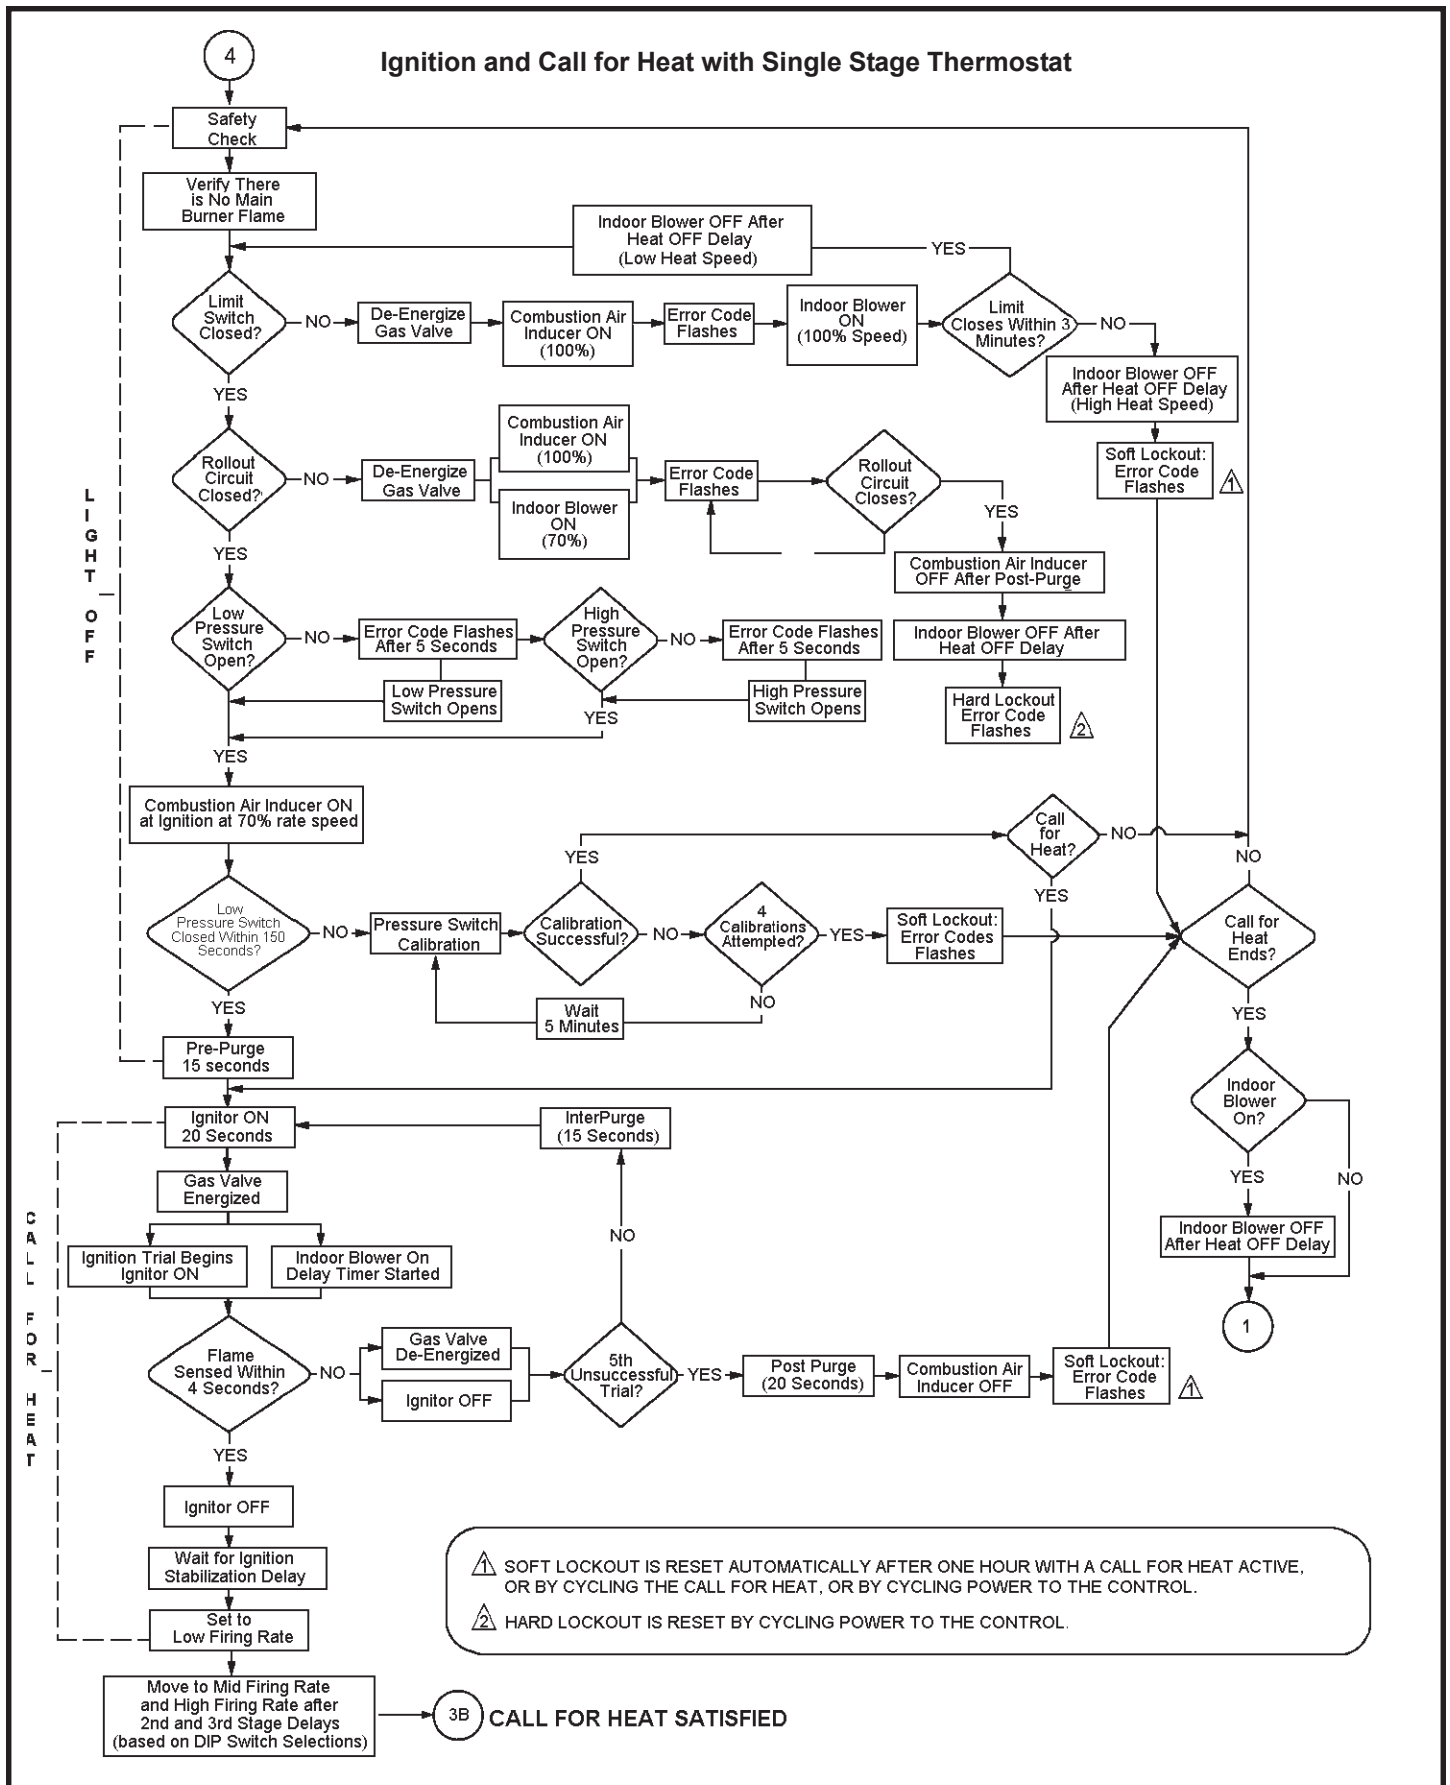 4
Ignition and Call for Heat with Single Stage Thermostat
Safety
Check
Verify There
is No Main
Burner Flame
Indoor Blower OFF After
Heat OFF Delay
(Low Heat Speed)
YES
Limit
Switch
Closed?
NO
De-Energize
Gas Valve
Combustion Air
Inducer ON
(100%)
Error Code
Flashes
Indoor Blower
ON
(100% Speed)
Limit
Closes Within 3
Minutes?
NO
Indoor Blower OFF
After Heat OFF Delay
(High Heat Speed)
YES
Soft Lockout:
Error Code
Flashes
1
Rollout
Circuit
Closed?
NO
De-Energize
Gas Valve
Combustion Air
Inducer ON
(100%)
Indoor Blower
ON
(70%)
Error Code
Flashes
Rollout
Circuit
Closes?
YES
Combustion Air Inducer
OFF After Post-Purge
Indoor Blower OFF After
Heat OFF Delay
Hard Lockout
Error Code
Flashes
2
YES
LIGHT_OFF
Low
Pressure
Switch
Open?
NO
Error Code Flashes
After 5 Seconds
Low Pressure
Switch Opens
High
Pressure
Switch
Open?
NO
Error Code Flashes
After 5 Seconds
High Pressure
Switch Opens
YES
YES
Combustion Air Inducer ON
at Ignition at 70% rate speed
Low
Pressure Switch
Closed Within 150
Seconds?
NO
Pressure Switch
Calibration
Calibration
Successful?
YES
Call
for
Heat?
NO
YES
NO
4
Calibrations
Attempted?
YES
Soft Lockout:
Error Codes
Flashes
NO
Wait
5 Minutes
NO
Call for
Heat
Ends?
YES
Indoor
Blower
On?
YES
NO
Indoor Blower OFF
After Heat OFF Delay
1
YES
Pre-Purge
15 seconds
Ignitor ON
20 Seconds
InterPurge
(15 Seconds)
Gas Valve
Energized
Ignition Trial Begins
Ignitor ON
Indoor Blower On
Delay Timer Started
CALL FOR_HEAT
Flame
Sensed Within
4 Seconds?
NO
Gas Valve
De-Energized
Ignitor OFF
5th
Unsuccessful
Trial?
NO
YES
Post Purge
(20 Seconds)
Combustion Air
Inducer OFF
Soft Lockout:
Error Code
Flashes
1
YES
Ignitor OFF
Wait for Ignition
Stabilization Delay
Set to
Low Firing Rate
Move to Mid Firing Rate
and High Firing Rate after
2nd and 3rd Stage Delays
(based on DIP Switch Selections)
3B
CALL FOR HEAT SATISFIED
1 SOFT LOCKOUT IS RESET AUTOMATICALLY AFTER ONE HOUR WITH A CALL FOR HEAT ACTIVE,
OR BY CYCLING THE CALL FOR HEAT, OR BY CYCLING POWER TO THE CONTROL.
2 HARD LOCKOUT IS RESET BY CYCLING POWER TO THE CONTROL.